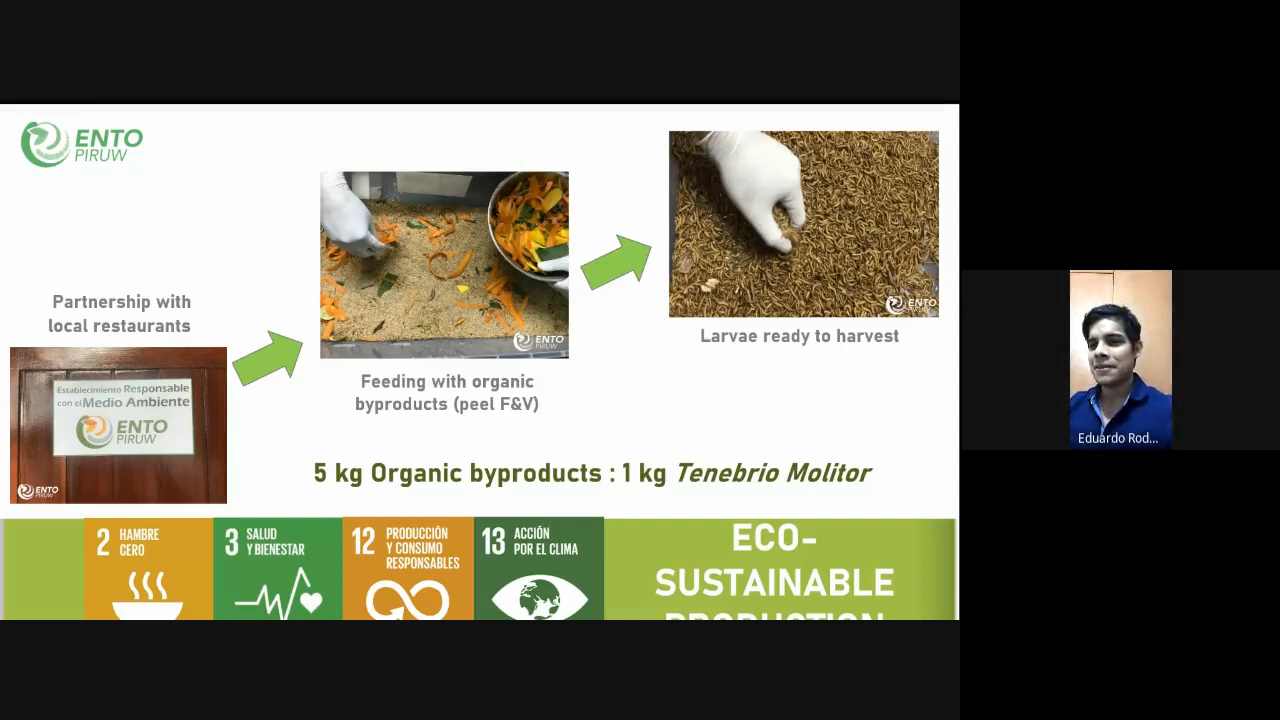 ENTO
PIRUW
Partnership with
local restaurants
Establecimiento Responsable
con el Medio Ambiente
ENTO
PIRUW
ENTO
PIRUW
Feeding with organic
byproducts (peel F&V)
ENTO
PIRUW
Larvae ready to harvest
ENTO
PIRUW
5 kg Organic byproducts : 1 kg Tenebrio Molitor
2 HAMBRE
CERO
3 SALUD
Y BIENESTAR
12 PRODUCCIÓN
Y CONSUMO
RESPONSABLES
13 ACCIÓN
POR EL CLIMA
ECO-
SUSTAINABLE
PRODUCTION
Eduardo Rod...